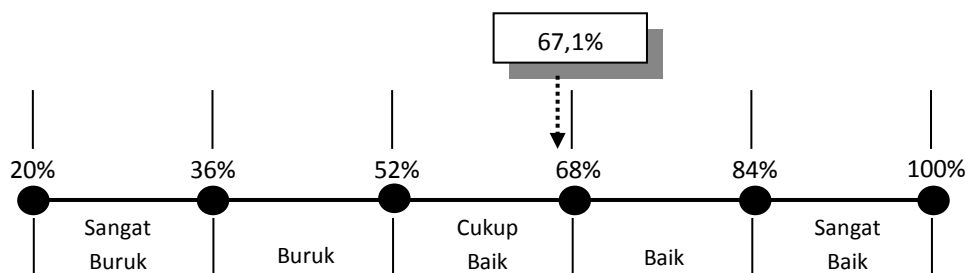 67,1%
20% 36% 52% 68% 84% 100%
Sangat Buruk
Buruk
Cukup Baik
Baik
Sangat Baik